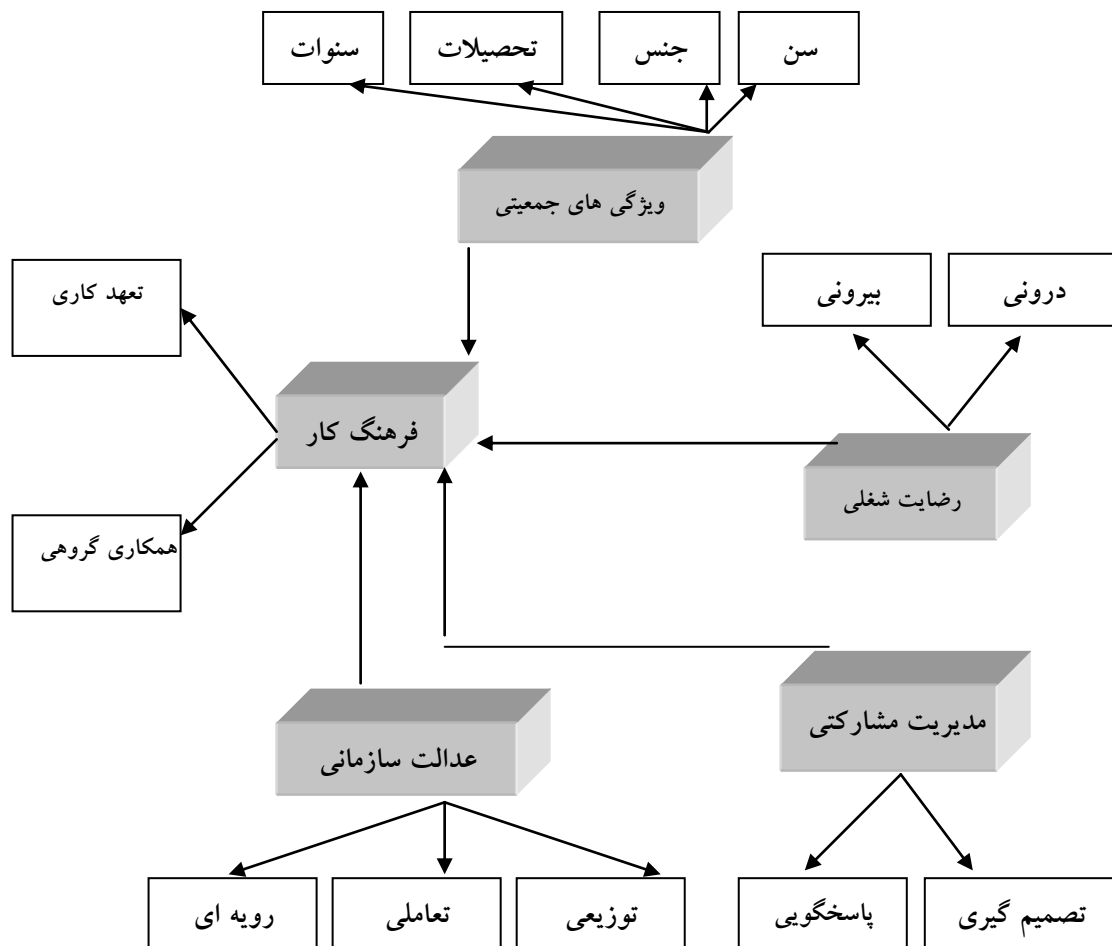 سن
جنس
تحصیلات
سنوات
ویژگی های جمعیتی
درونی
بیرونی
تعهد کاری
فرهنگ کار
رضایت شغلی
همکاری گروهی
مدیریت مشارکتی
عدالت سازمانی
تصمیم گیری
پاسخگویی
توزیعی
تعاملی
رویه ای